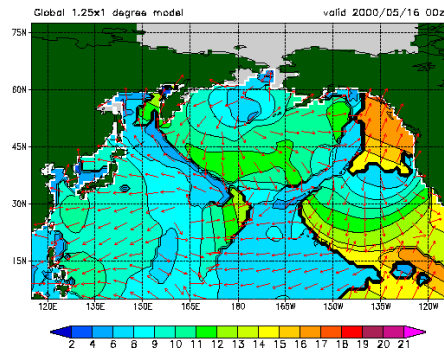 Global 1.25x1 degree model valid 2000/05/16 00z
75N
60N
45N
30N
15N
120E 135E 150E 165E 180 165W 150W 135W 120W
3 4 6 8 9 10 11 12 13 14 15 16 17 18 19 20 21